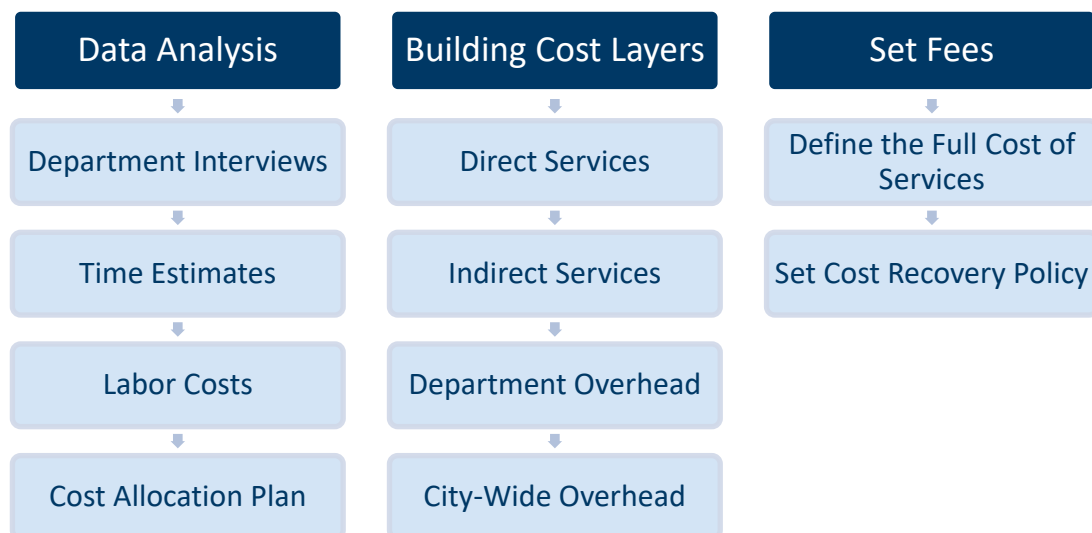 Data Analysis
Department Interviews
Time Estimates
Labor Costs
Cost Allocation Plan
Building Cost Layers
Direct Services
Indirect Services
Department Overhead
City-Wide Overhead
Set Fees
Define the Full Cost of
Services
Set Cost Recovery Policy